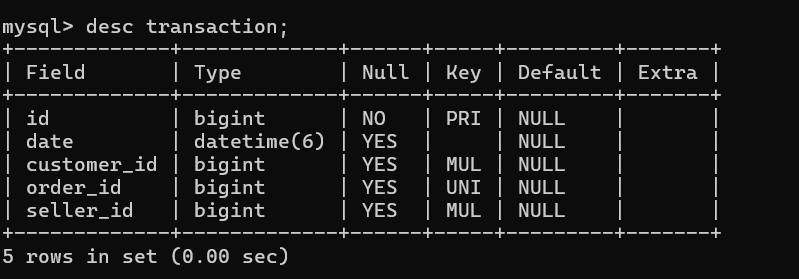 mysql> desc transaction;
+-------------+-------------+------+-----+---------+-------+
| Field       | Type        | Null | Key | Default | Extra |
+-------------+-------------+------+-----+---------+-------+
| id          | bigint      | NO   | PRI | NULL    |       |
| date        | datetime(6) | YES  |     | NULL    |       |
| customer_id | bigint      | YES  | MUL | NULL    |       |
| order_id    | bigint      | YES  | UNI | NULL    |       |
| seller_id   | bigint      | YES  | MUL | NULL    |       |
+-------------+-------------+------+-----+---------+-------+
5 rows in set (0.00 sec)